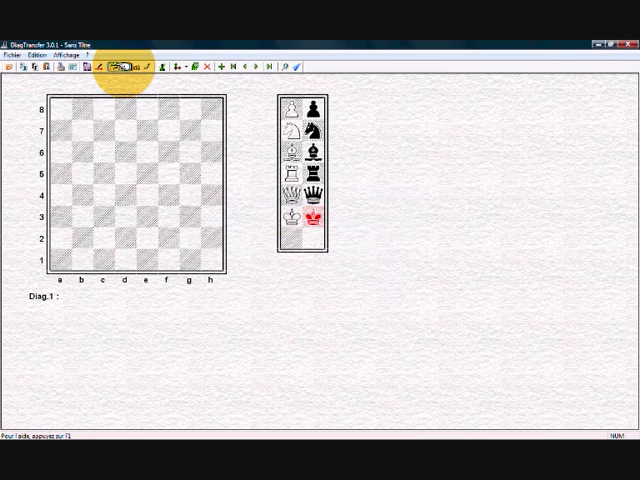 DiagTransfer 3.0.1 - Sans Titre
Fichier Edition Affichage ?
8
7
6
5
4
3
2
1
a b c d e f g h
Diag.1 :
Pour l'aide, appuyez sur F1 NUM